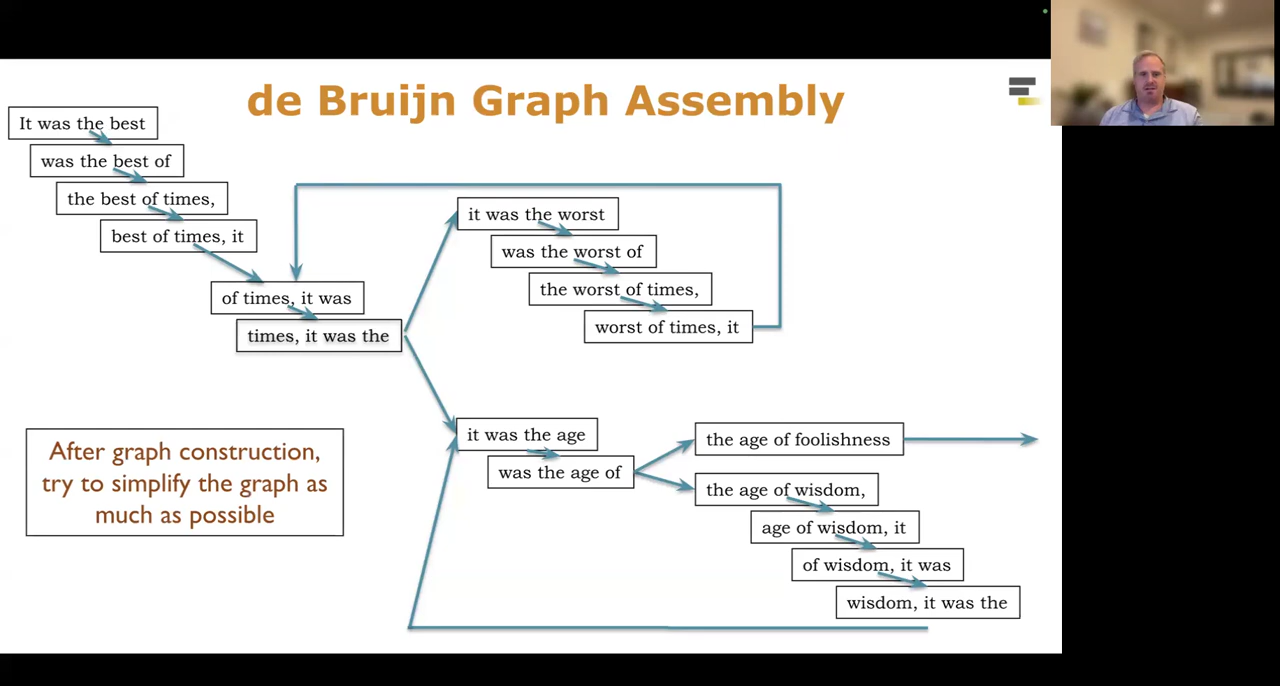 de Bruijn Graph Assembly
It was the best
was the best of
the best of times,
best of times, it
of times, it was
times, it was the
it was the worst
was the worst of
the worst of times,
worst of times, it
it was the age
was the age of
the age of foolishness
the age of wisdom,
age of wisdom, it
of wisdom, it was
wisdom, it was the
After graph construction,
try to simplify the graph as
much as possible